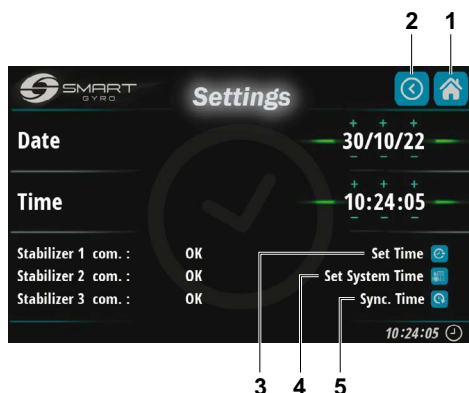 2 1
SMART
GYRO
Settings
+ + +
Date 30/10/22
− − −
+ + +
Time 10:24:05
− − −
Stabilizer 1 com. : OK Set Time
Stabilizer 2 com. : OK Set System Time
Stabilizer 3 com. : OK Sync. Time
10:24:05
3 4 5